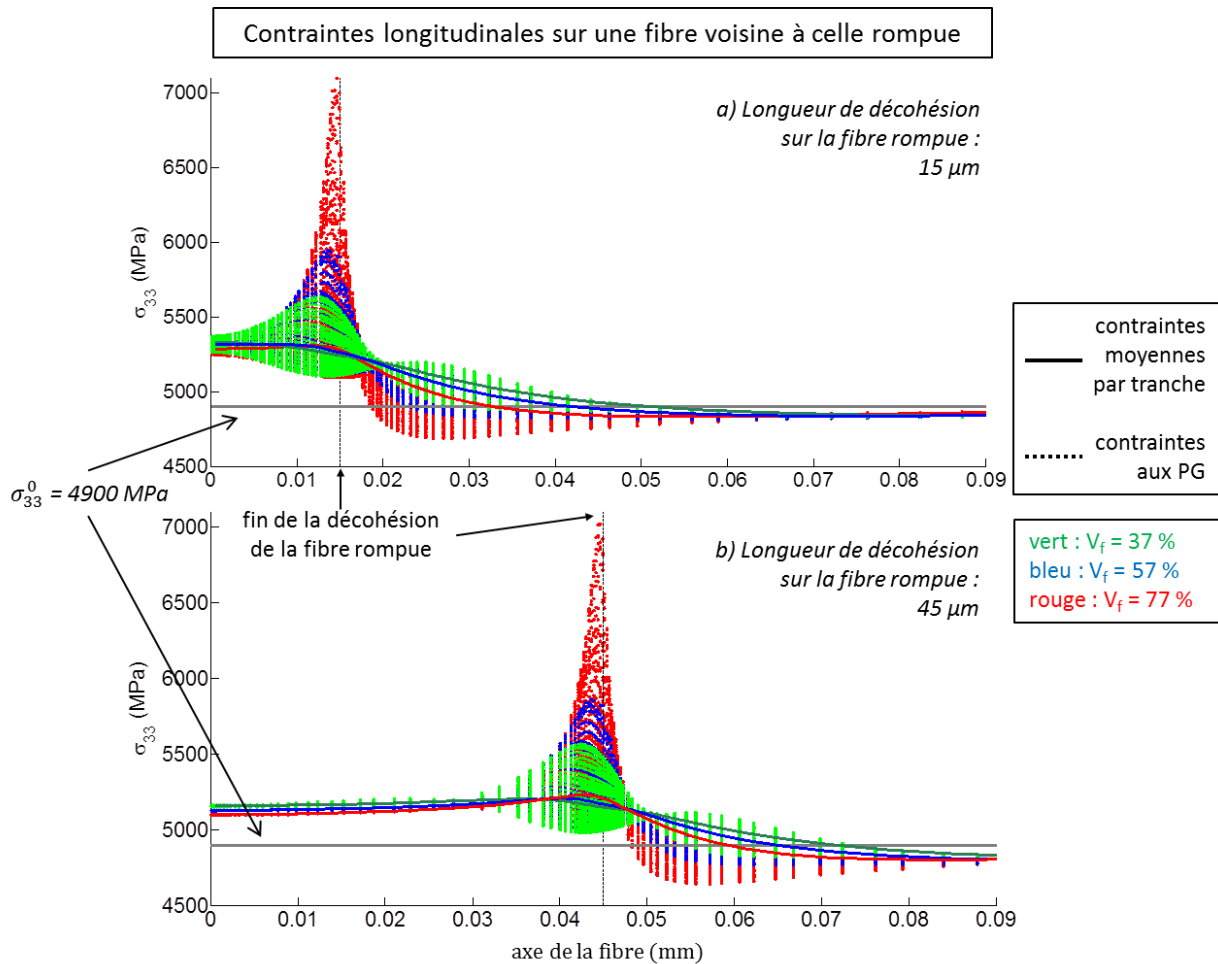 Contraintes longitudinales sur une fibre voisine à celle rompue
a) Longueur de décohésion
sur la fibre rompue :
15 µm
7000
6500
6000
5500
5000
4500
σ33 (MPa)
0 0.01 0.02 0.03 0.04 0.05 0.06 0.07 0.08 0.09
σ⁰33 = 4900 MPa
fin de la décohésion
de la fibre rompue
contraintes
moyennes
par tranche
contraintes
aux PG
b) Longueur de décohésion
sur la fibre rompue :
45 µm
vert : Vf = 37 %
bleu : Vf = 57 %
rouge : Vf = 77 %
7000
6500
6000
5500
5000
4500
σ33 (MPa)
0 0.01 0.02 0.03 0.04 0.05 0.06 0.07 0.08 0.09
axe de la fibre (mm)